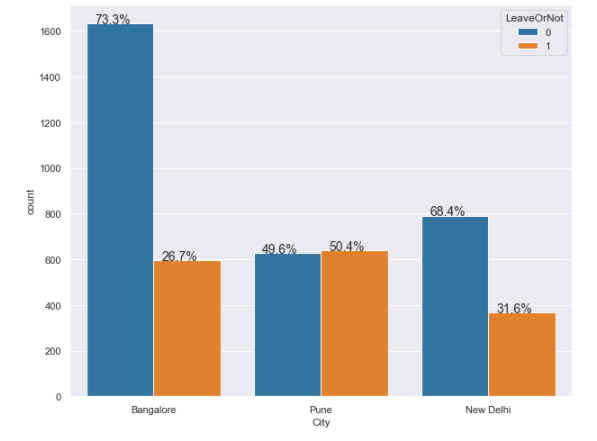 LeaveOrNot
0
1
73.3%
26.7%
49.6%
50.4%
68.4%
31.6%
1600
1400
1200
1000
800
600
400
200
0
count
Bangalore
Pune
New Delhi
City